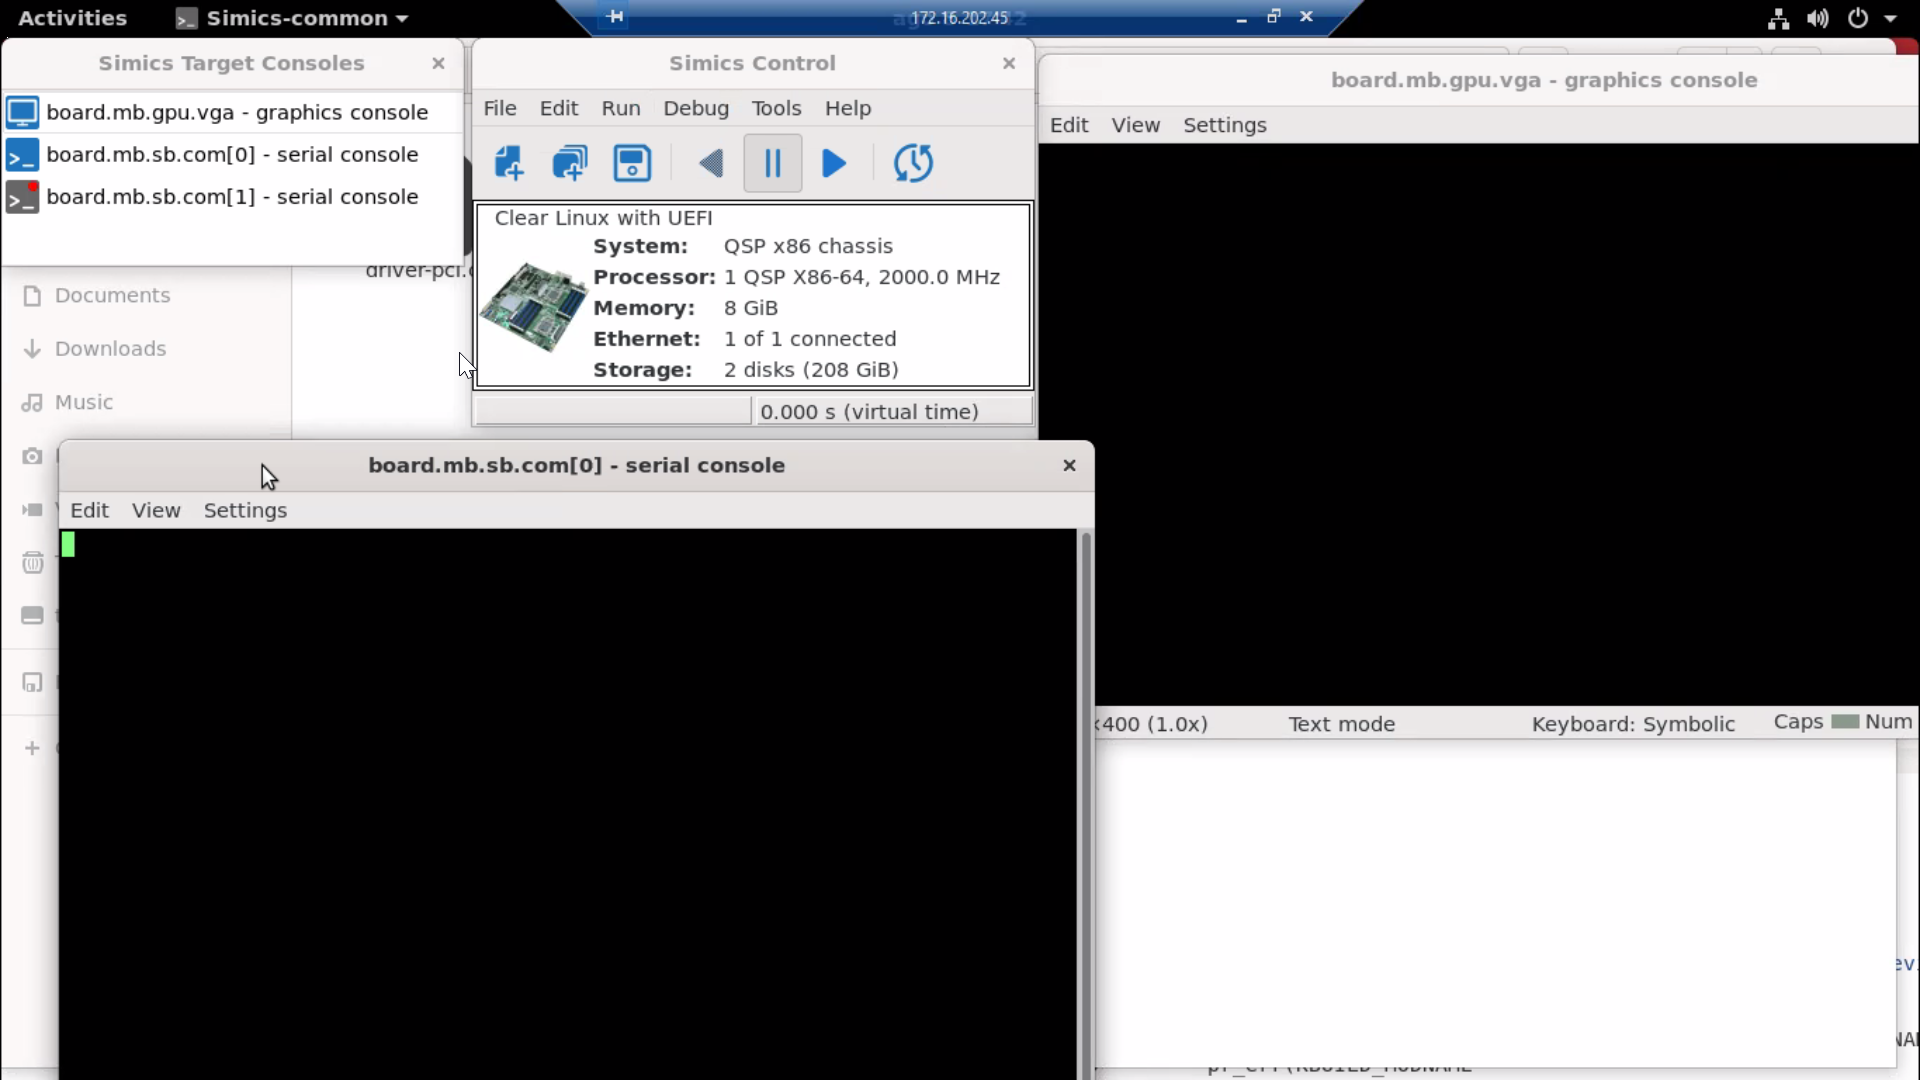 Activities
Simics-common
172.16.202.45
Simics Target Consoles
board.mb.gpu.vga - graphics console
board.mb.sb.com[0] - serial console
board.mb.sb.com[1] - serial console
Simics Control
File Edit Run Debug Tools Help
Clear Linux with UEFI
System: QSP x86 chassis
Processor: 1 QSP X86-64, 2000.0 MHz
Memory: 8 GiB
Ethernet: 1 of 1 connected
Storage: 2 disks (208 GiB)
0.000 s (virtual time)
board.mb.gpu.vga - graphics console
Edit View Settings
×400 (1.0x) Text mode Keyboard: Symbolic Caps Num
driver-pci.
Documents
Downloads
Music
board.mb.sb.com[0] - serial console
Edit View Settings